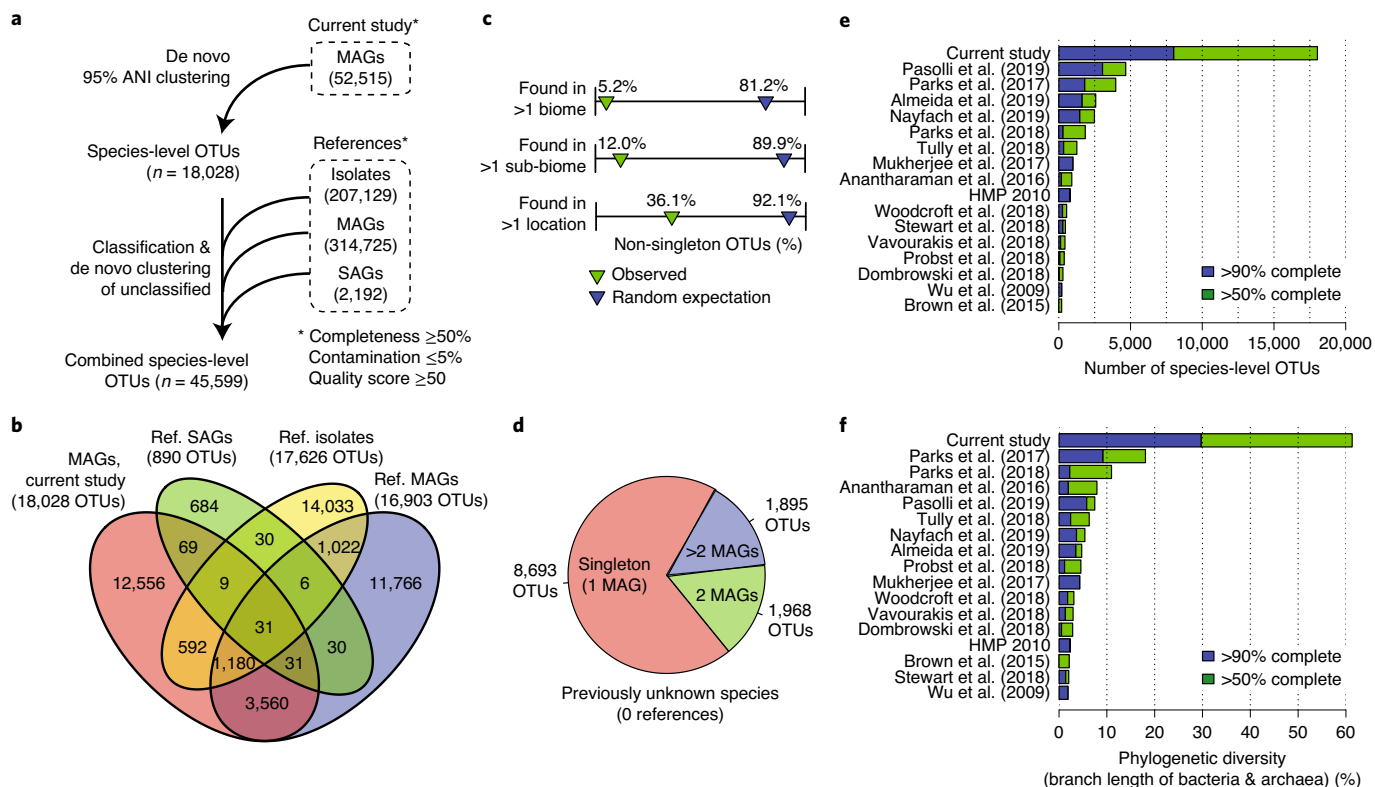 a
Current study*
MAGs
(52,515)
De novo
95% ANI clustering
Species-level OTUs
(n = 18,028)
References*
Isolates
(207,129)
MAGs
(314,725)
SAGs
(2,192)
Classification &
de novo clustering
of unclassified
* Completeness ≥50%
Contamination ≤5%
Quality score ≥50
Combined species-level
OTUs (n = 45,599)
b
MAGs,
current study
(18,028 OTUs)
Ref. SAGs
(890 OTUs)
Ref. isolates
(17,626 OTUs)
Ref. MAGs
(16,903 OTUs)
684
14,033
30
69
1,022
12,556
9
6
11,766
31
592
30
1,180
31
3,560
c
Found in
>1 biome
5.2%
81.2%
Found in
>1 sub-biome
12.0%
89.9%
Found in
>1 location
36.1%
92.1%
Non-singleton OTUs (%)
Observed
Random expectation
d
8,693
OTUs
Singleton
(1 MAG)
1,895
OTUs
>2 MAGs
2 MAGs
1,968
OTUs
Previously unknown species
(0 references)
e
Current study
Pasolli et al. (2019)
Parks et al. (2017)
Almeida et al. (2019)
Nayfach et al. (2019)
Parks et al. (2018)
Tully et al. (2018)
Mukherjee et al. (2017)
Anantharaman et al. (2016)
HMP 2010
Woodcroft et al. (2018)
Stewart et al. (2018)
Vavourakis et al. (2018)
Probst et al. (2018)
Dombrowski et al. (2018)
Wu et al. (2009)
Brown et al. (2015)
>90% complete
>50% complete
0 5,000 10,000 15,000 20,000
Number of species-level OTUs
f
Current study
Parks et al. (2017)
Parks et al. (2018)
Anantharaman et al. (2016)
Pasolli et al. (2019)
Tully et al. (2018)
Nayfach et al. (2019)
Almeida et al. (2019)
Probst et al. (2018)
Mukherjee et al. (2017)
Woodcroft et al. (2018)
Vavourakis et al. (2018)
Dombrowski et al. (2018)
HMP 2010
Brown et al. (2015)
Stewart et al. (2018)
Wu et al. (2009)
>90% complete
>50% complete
0 10 20 30 40 50 60
Phylogenetic diversity
(branch length of bacteria & archaea) (%)